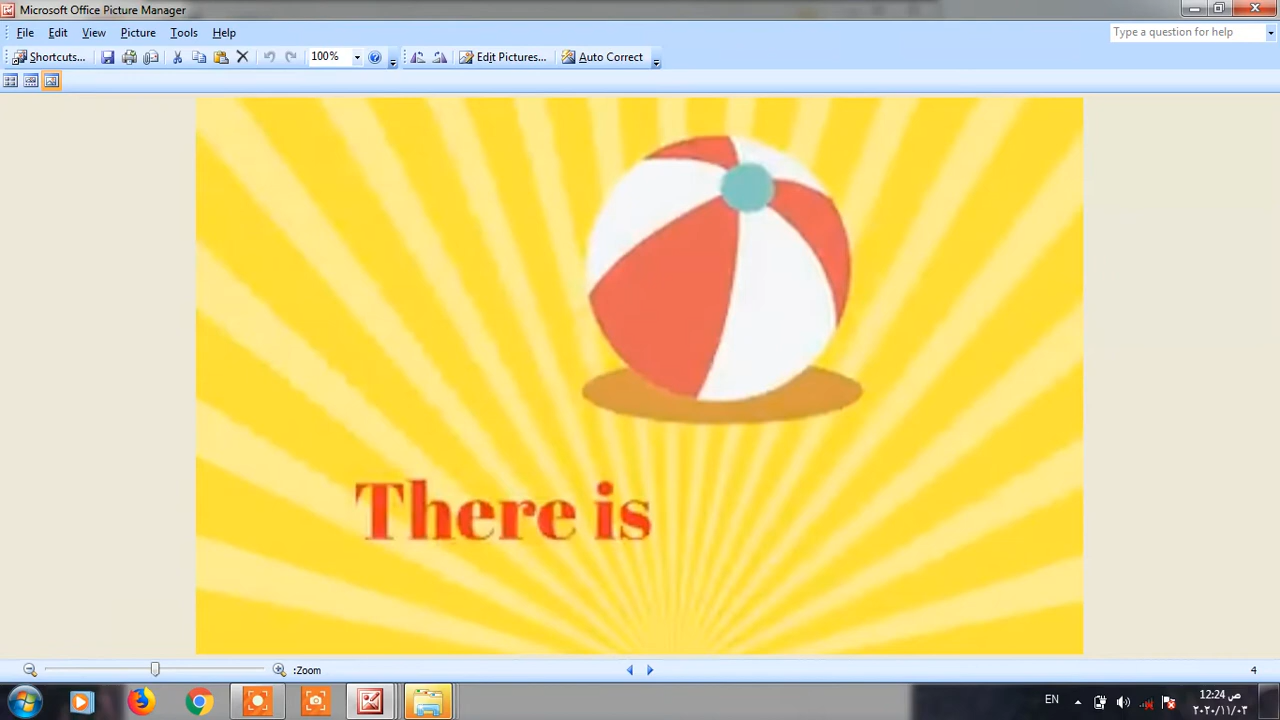 Microsoft Office Picture Manager
File Edit View Picture Tools Help
Type a question for help
Shortcuts... 100% Edit Pictures... Auto Correct
There is
:Zoom 4
EN ص 12:24
٢٠٢٠/١١/٠٣